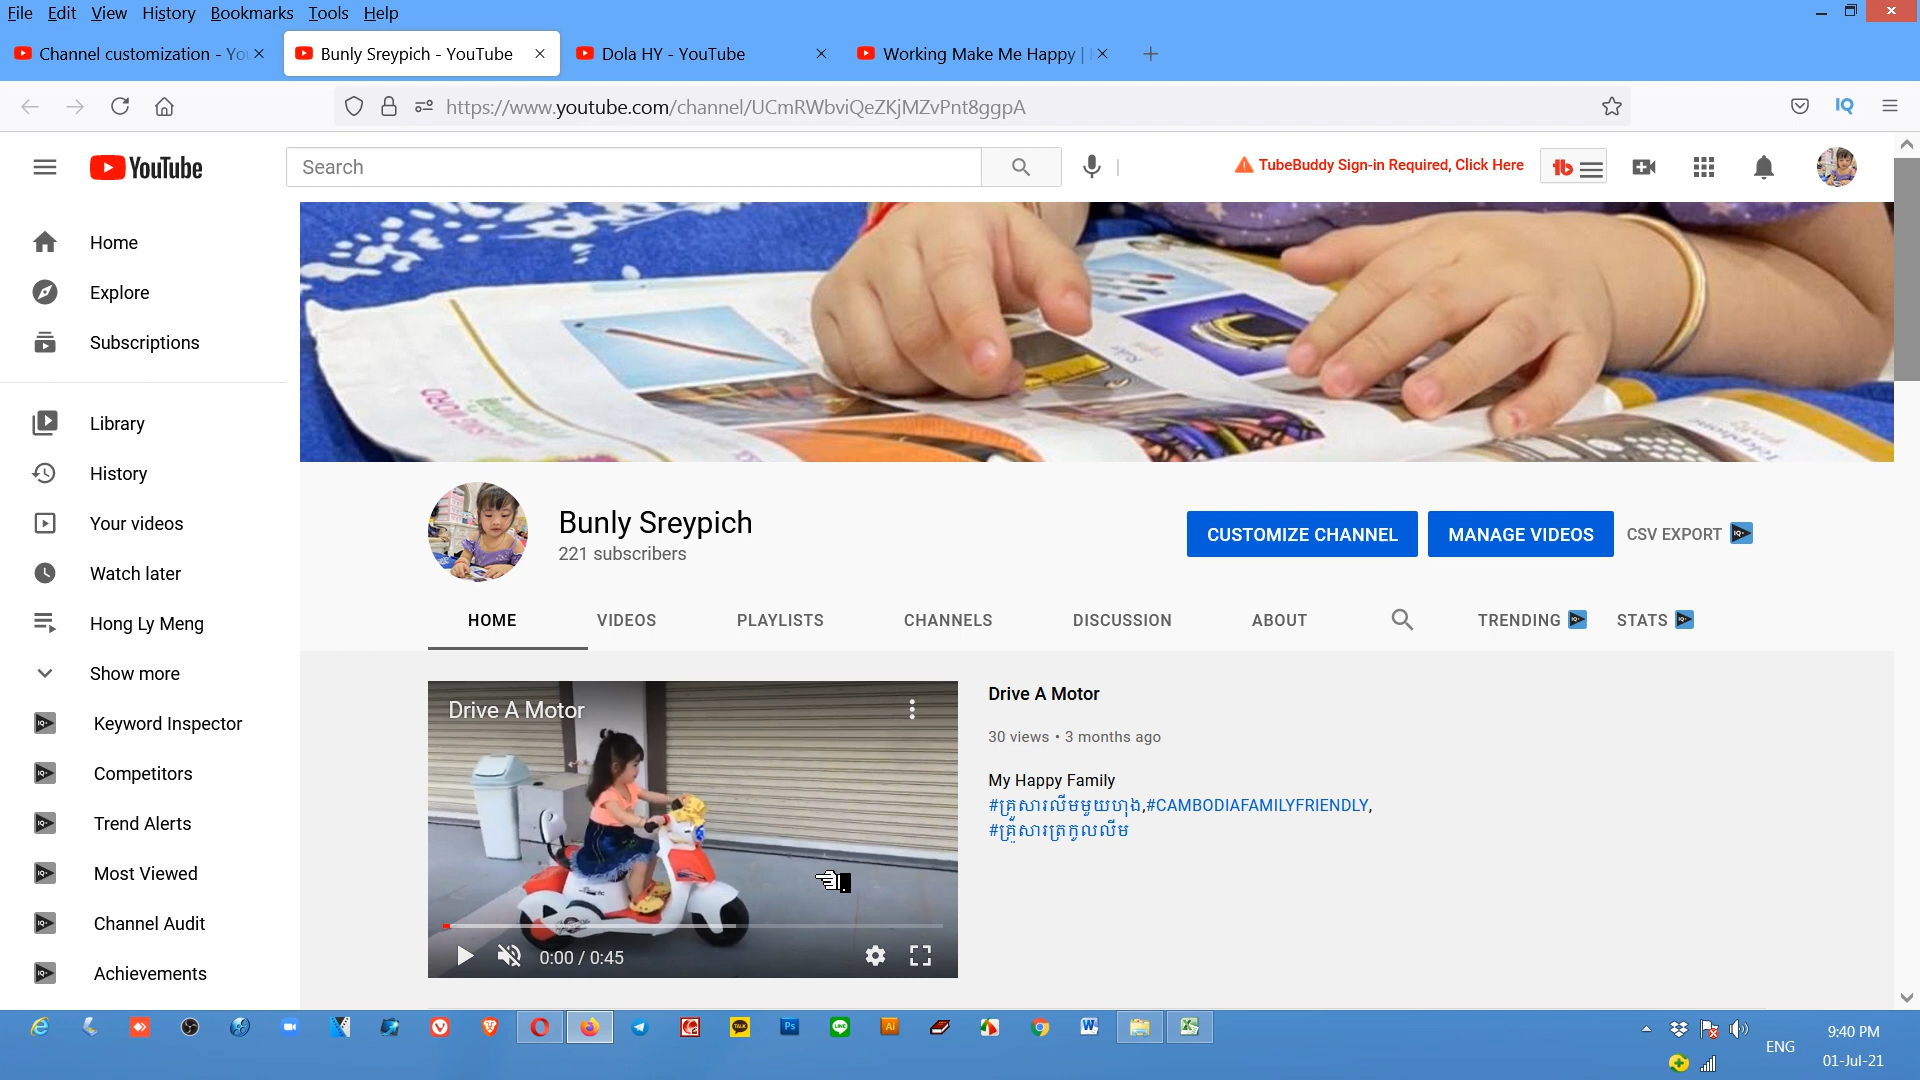 File Edit View History Bookmarks Tools Help
Channel customization - You
Bunly Sreypich - YouTube
Dola HY - YouTube
Working Make Me Happy |
https://www.youtube.com/channel/UCmRWbviQeZKjMZvPnt8ggpA
YouTube
Search
TubeBuddy Sign-in Required, Click Here
Home
Explore
Subscriptions
Library
History
Your videos
Watch later
Hong Ly Meng
Show more
Keyword Inspector
Competitors
Trend Alerts
Most Viewed
Channel Audit
Achievements
Bunly Sreypich
221 subscribers
CUSTOMIZE CHANNEL
MANAGE VIDEOS
CSV EXPORT
HOME VIDEOS PLAYLISTS CHANNELS DISCUSSION ABOUT TRENDING STATS
Drive A Motor
0:00 / 0:45
Drive A Motor
30 views • 3 months ago
My Happy Family
#គ្រួសារលីមមួយហុង,#CAMBODIAFAMILYFRIENDLY,
#គ្រួសារត្រកូលលីម
ENG
9:40 PM
01-Jul-21